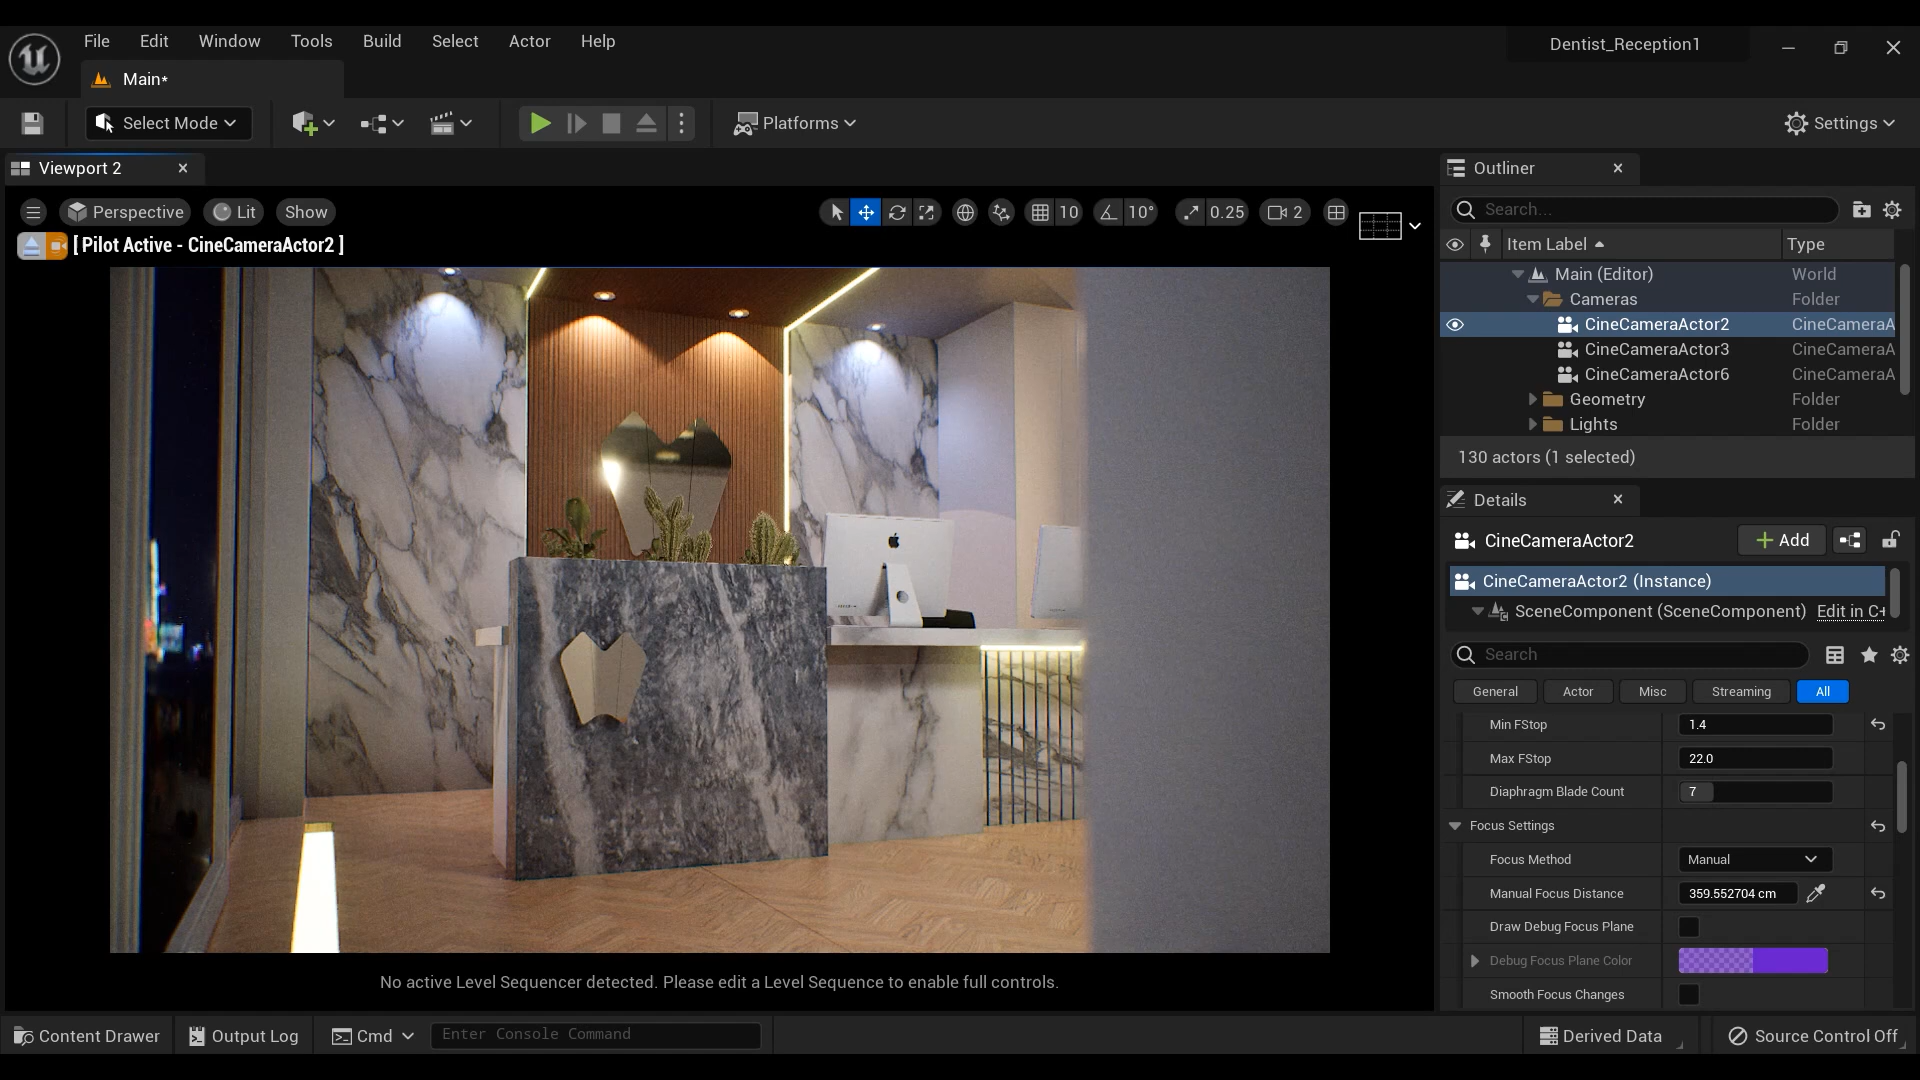 File Edit Window Tools Build Select Actor Help
Dentist_Reception1
Main*
Select Mode
Platforms
Settings
Viewport 2
Perspective
Lit
Show
10
10°
0.25
2
[ Pilot Active - CineCameraActor2 ]
No active Level Sequencer detected. Please edit a Level Sequence to enable full controls.
Outliner
Search...
Item Label Type
Main (Editor) World
Cameras Folder
CineCameraActor2 CineCameraA
CineCameraActor3 CineCameraA
CineCameraActor6 CineCameraA
Geometry Folder
Lights Folder
130 actors (1 selected)
Details
CineCameraActor2
Add
CineCameraActor2 (Instance)
SceneComponent (SceneComponent) Edit in C+
Search
General Actor Misc Streaming All
Min FStop 1.4
Max FStop 22.0
Diaphragm Blade Count 7
Focus Settings
Focus Method Manual
Manual Focus Distance 359.552704 cm
Draw Debug Focus Plane
Debug Focus Plane Color
Smooth Focus Changes
Content Drawer
Output Log
Cmd
Enter Console Command
Derived Data
Source Control Off